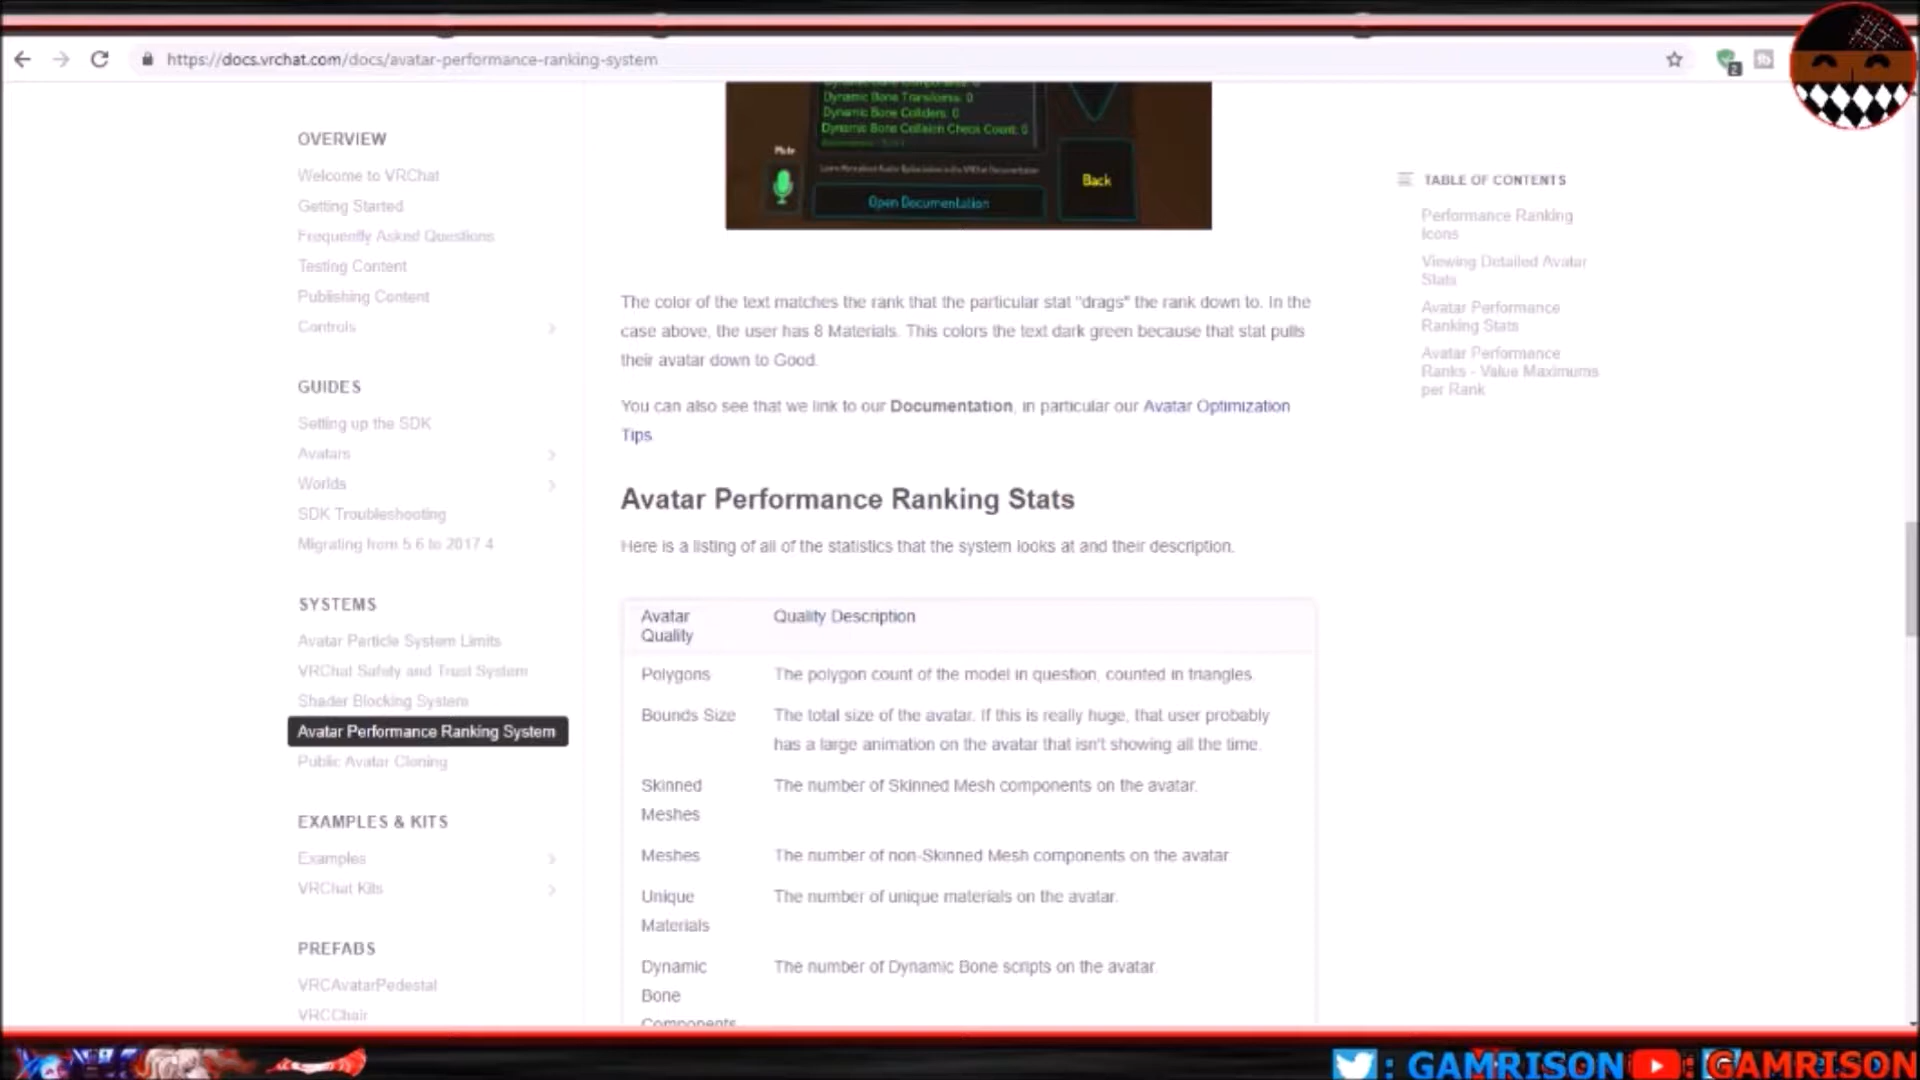 https://docs.vrchat.com/docs/avatar-performance-ranking-system
2
OVERVIEW
Welcome to VRChat
Getting Started
Frequently Asked Questions
Testing Content
Publishing Content
Controls
GUIDES
Setting up the SDK
Avatars
Worlds
SDK Troubleshooting
Migrating from 5.6 to 2017.4
SYSTEMS
Avatar Particle System Limits
VRChat Safety and Trust System
Shader Blocking System
Avatar Performance Ranking System
Public Avatar Cloning
EXAMPLES & KITS
Examples
VRChat Kits
PREFABS
VRCAvatarPedestal
VRCChair
Dynamic Bone Transforms: 0
Dynamic Bone Colliders: 0
Dynamic Bone Collision Check Count: 0
Mute
Open Documentation
Back
The color of the text matches the rank that the particular stat "drags" the rank down to. In the
case above, the user has 8 Materials. This colors the text dark green because that stat pulls
their avatar down to Good.
You can also see that we link to our Documentation, in particular our Avatar Optimization
Tips.
Avatar Performance Ranking Stats
Here is a listing of all of the statistics that the system looks at and their description.
Avatar
Quality
Quality Description
Polygons
The polygon count of the model in question, counted in triangles.
Bounds Size
The total size of the avatar. If this is really huge, that user probably
has a large animation on the avatar that isn't showing all the time.
Skinned
Meshes
The number of Skinned Mesh components on the avatar.
Meshes
The number of non-Skinned Mesh components on the avatar
Unique
Materials
The number of unique materials on the avatar.
Dynamic
Bone
Components
The number of Dynamic Bone scripts on the avatar.
TABLE OF CONTENTS
Performance Ranking
Icons
Viewing Detailed Avatar
Stats
Avatar Performance
Ranking Stats
Avatar Performance
Ranks - Value Maximums
per Rank
: GAMRISON
: GAMRISON